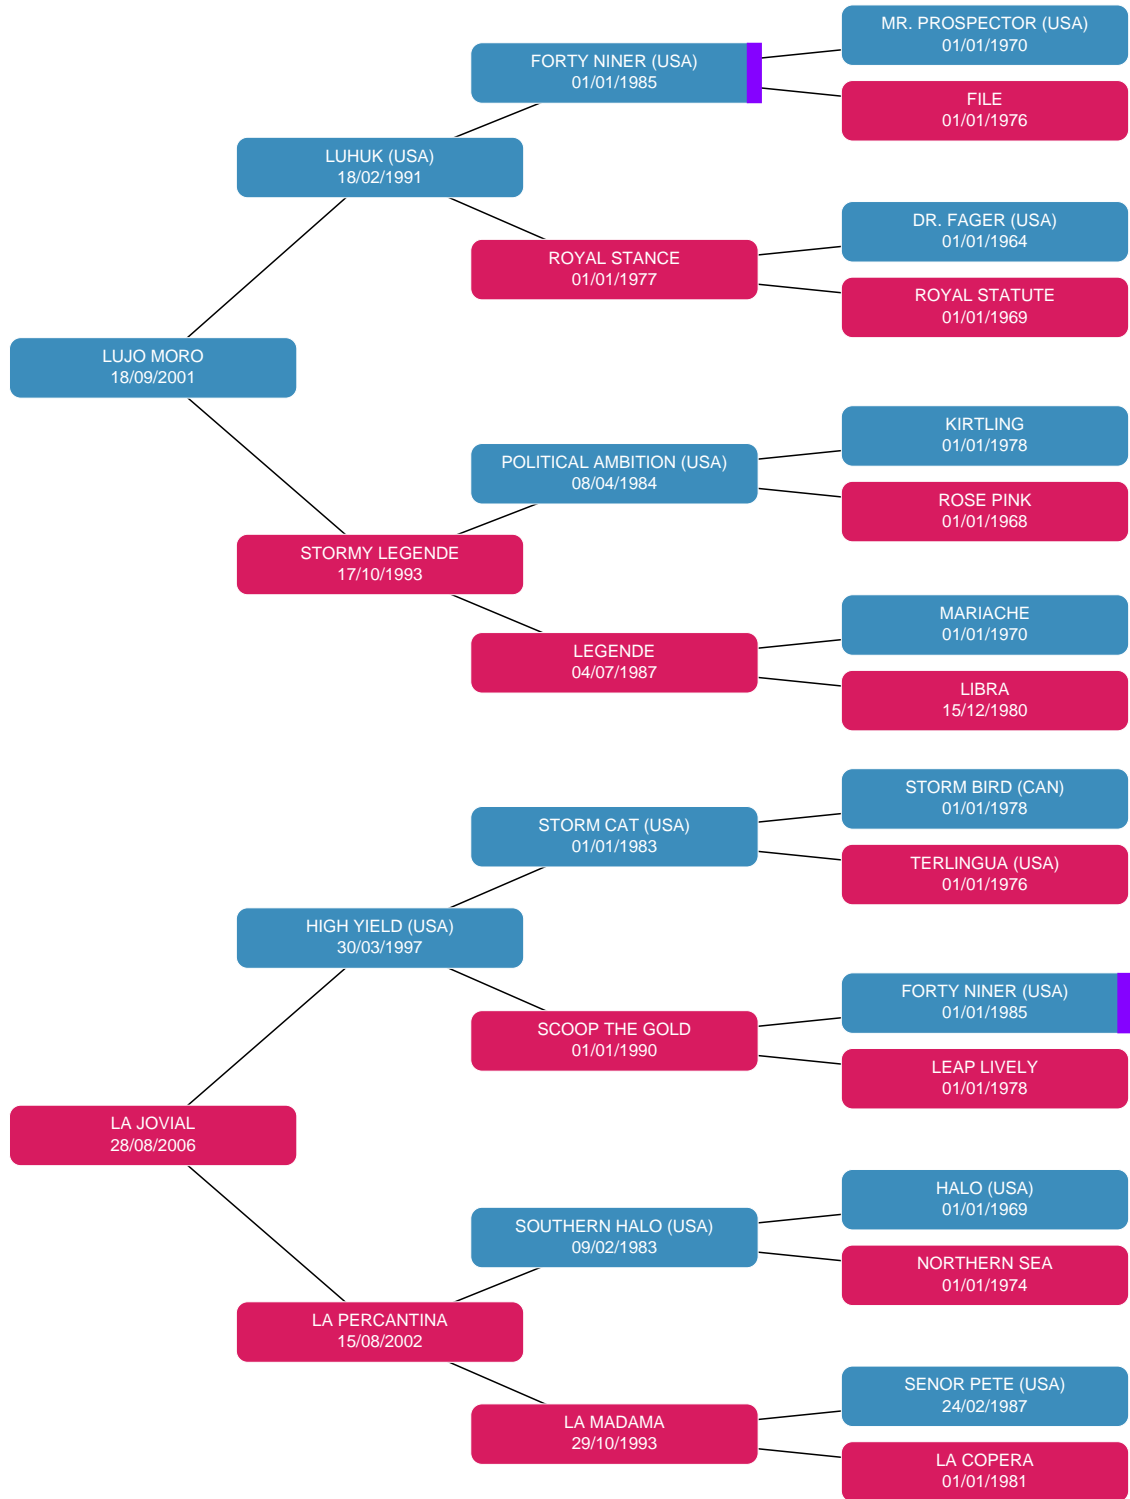 MR. PROSPECTOR (USA)
01/01/1970
FORTY NINER (USA)
01/01/1985
FILE
01/01/1976
LUHUK (USA)
18/02/1991
DR. FAGER (USA)
01/01/1964
ROYAL STANCE
01/01/1977
ROYAL STATUTE
01/01/1969
LUJO MORO
18/09/2001
KIRTLING
01/01/1978
POLITICAL AMBITION (USA)
08/04/1984
ROSE PINK
01/01/1968
STORMY LEGENDE
17/10/1993
MARIACHE
01/01/1970
LEGENDE
04/07/1987
LIBRA
15/12/1980
STORM BIRD (CAN)
01/01/1978
STORM CAT (USA)
01/01/1983
TERLINGUA (USA)
01/01/1976
HIGH YIELD (USA)
30/03/1997
FORTY NINER (USA)
01/01/1985
SCOOP THE GOLD
01/01/1990
LEAP LIVELY
01/01/1978
LA JOVIAL
28/08/2006
HALO (USA)
01/01/1969
SOUTHERN HALO (USA)
09/02/1983
NORTHERN SEA
01/01/1974
LA PERCANTINA
15/08/2002
SENOR PETE (USA)
24/02/1987
LA MADAMA
29/10/1993
LA COPERA
01/01/1981